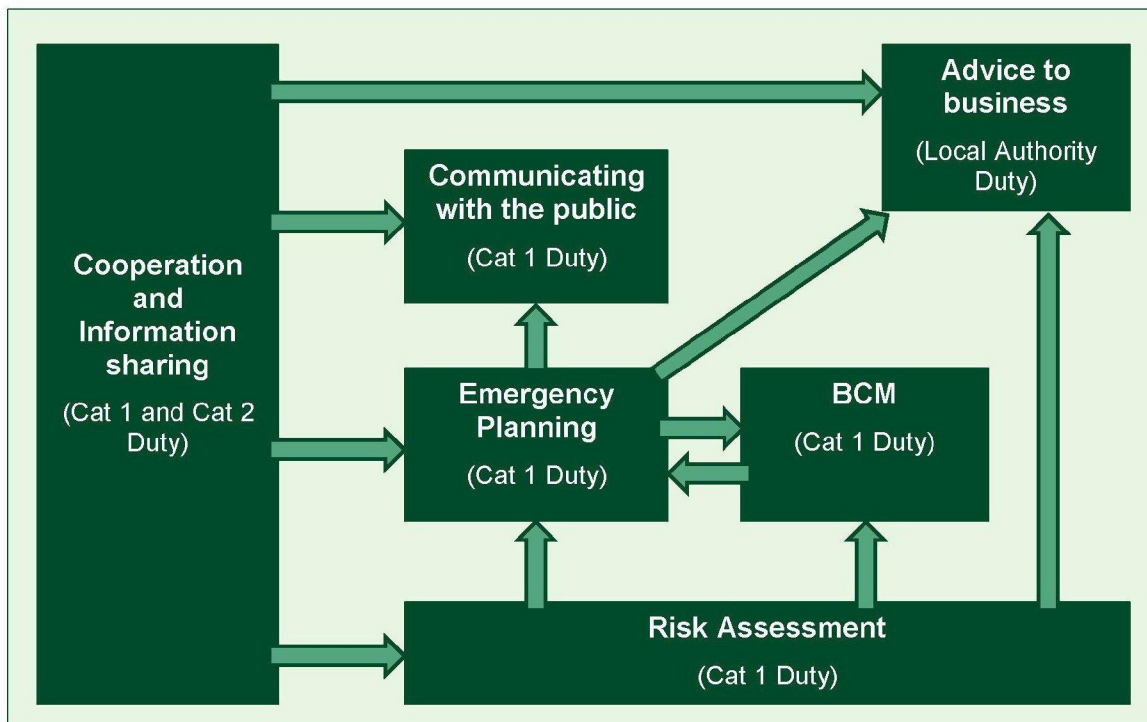 Cooperation
and
Information
sharing
(Cat 1 and Cat 2
Duty)
Advice to
business
(Local Authority
Duty)
Communicating
with the public
(Cat 1 Duty)
Emergency
Planning
(Cat 1 Duty)
BCM
(Cat 1 Duty)
Risk Assessment
(Cat 1 Duty)